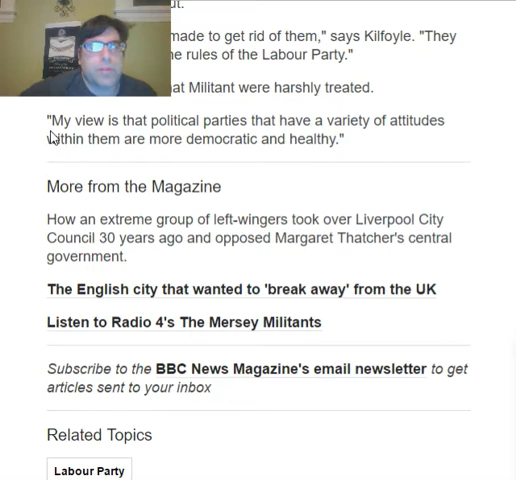 ut.
made to get rid of them," says Kilfoyle. "They
e rules of the Labour Party."
at Militant were harshly treated.
"My view is that political parties that have a variety of attitudes
within them are more democratic and healthy."
More from the Magazine
How an extreme group of left-wingers took over Liverpool City
Council 30 years ago and opposed Margaret Thatcher's central
government.
The English city that wanted to 'break away' from the UK
Listen to Radio 4's The Mersey Militants
Subscribe to the BBC News Magazine's email newsletter to get
articles sent to your inbox
Related Topics
Labour Party